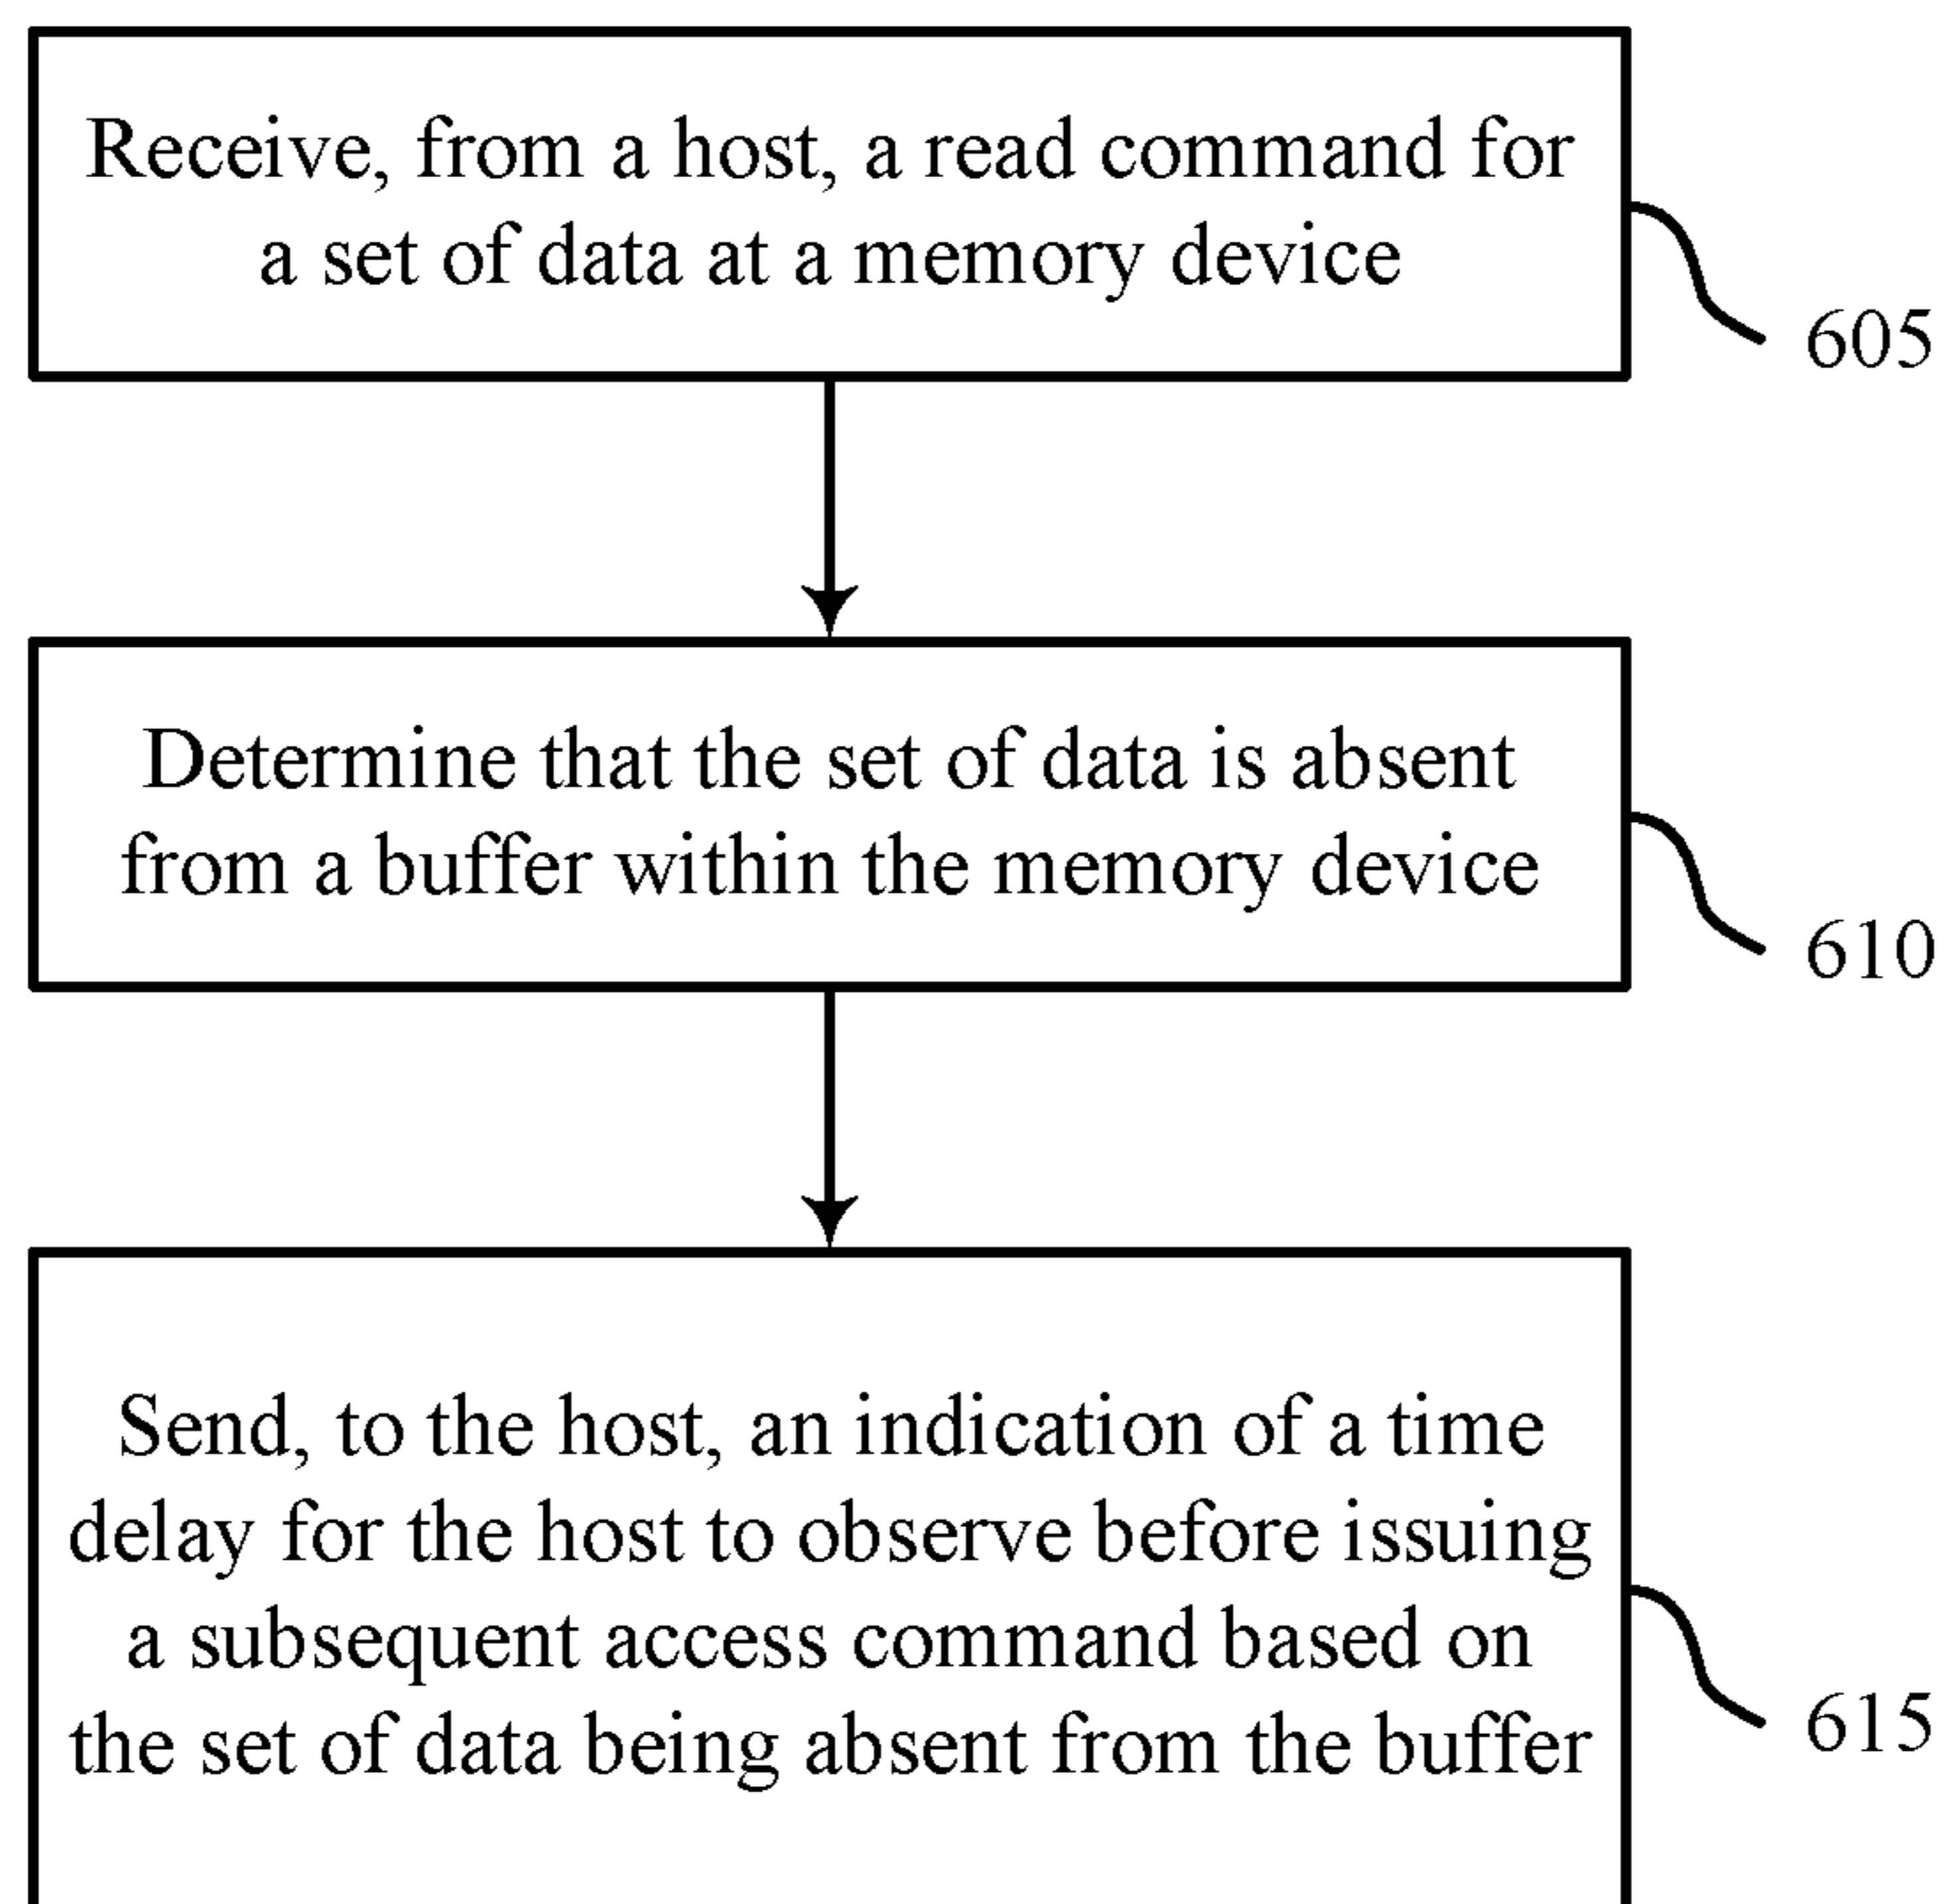 Receive, from a host, a read command for
a set of data at a memory device
605
Determine that the set of data is absent
from a buffer within the memory device
610
Send, to the host, an indication of a time
delay for the host to observe before issuing
a subsequent access command based on
the set of data being absent from the buffer
615